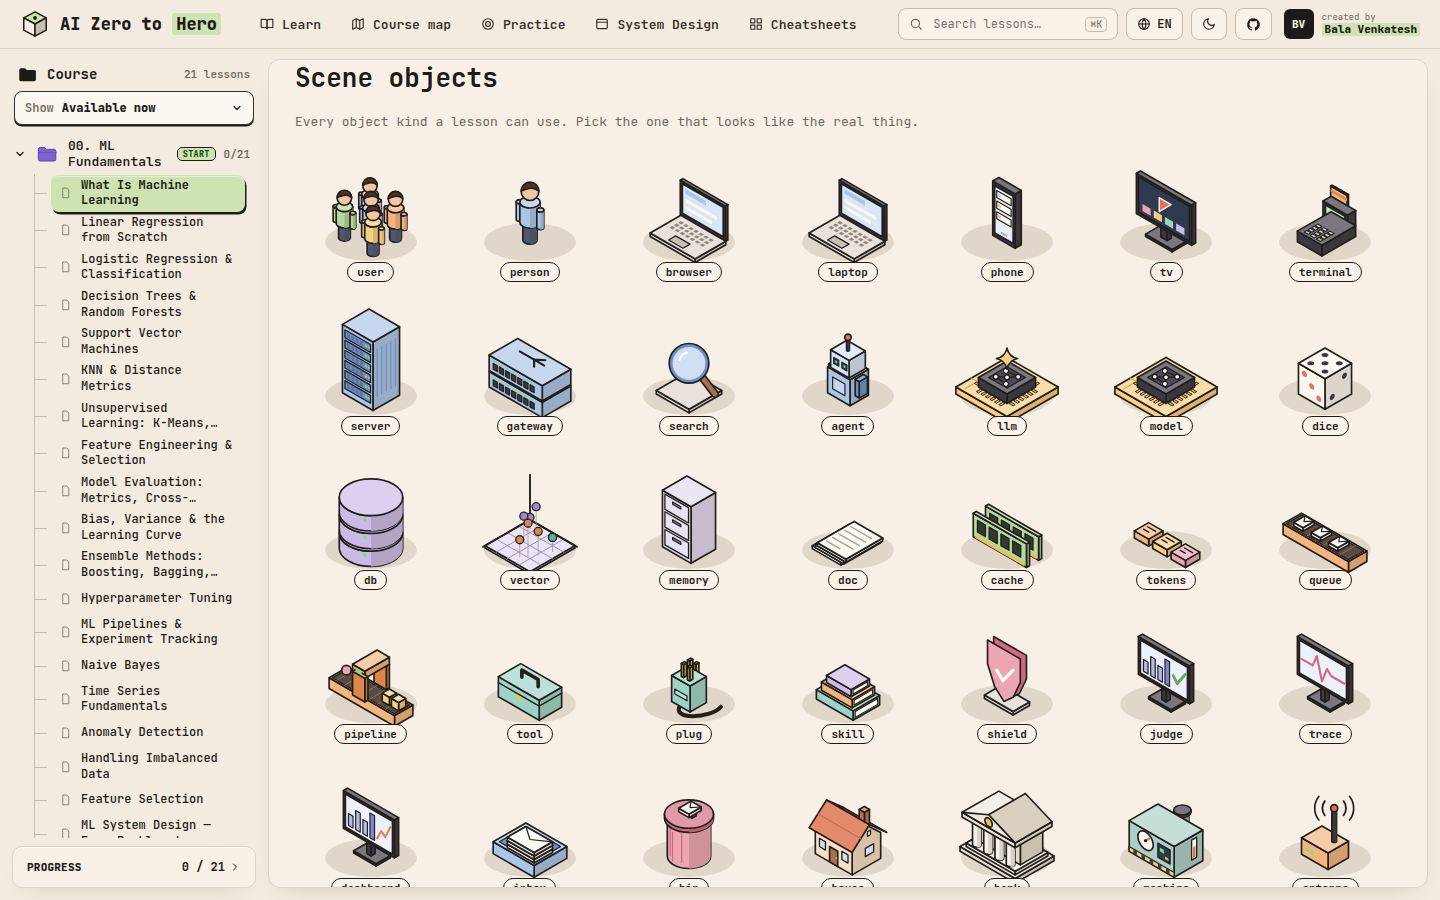 AI Zero to Hero
Learn
Course map
Practice
System Design
Cheatsheets
Search lessons…
⌘K
EN
BV
created by
Bala Venkatesh
Course
21 lessons
Show Available now
00. ML
Fundamentals
START
0/21
What Is Machine
Learning
Linear Regression
from Scratch
Logistic Regression &
Classification
Decision Trees &
Random Forests
Support Vector
Machines
KNN & Distance
Metrics
Unsupervised
Learning: K-Means,…
Feature Engineering &
Selection
Model Evaluation:
Metrics, Cross-…
Bias, Variance & the
Learning Curve
Ensemble Methods:
Boosting, Bagging,…
Hyperparameter Tuning
ML Pipelines &
Experiment Tracking
Naive Bayes
Time Series
Fundamentals
Anomaly Detection
Handling Imbalanced
Data
Feature Selection
ML System Design —
PROGRESS
0 / 21
Scene objects
Every object kind a lesson can use. Pick the one that looks like the real thing.
user
person
browser
laptop
phone
tv
terminal
server
gateway
search
agent
llm
model
dice
db
vector
memory
doc
cache
tokens
queue
pipeline
tool
plug
skill
shield
judge
trace
dashboard
inbox
bin
house
bank
machine
antenna